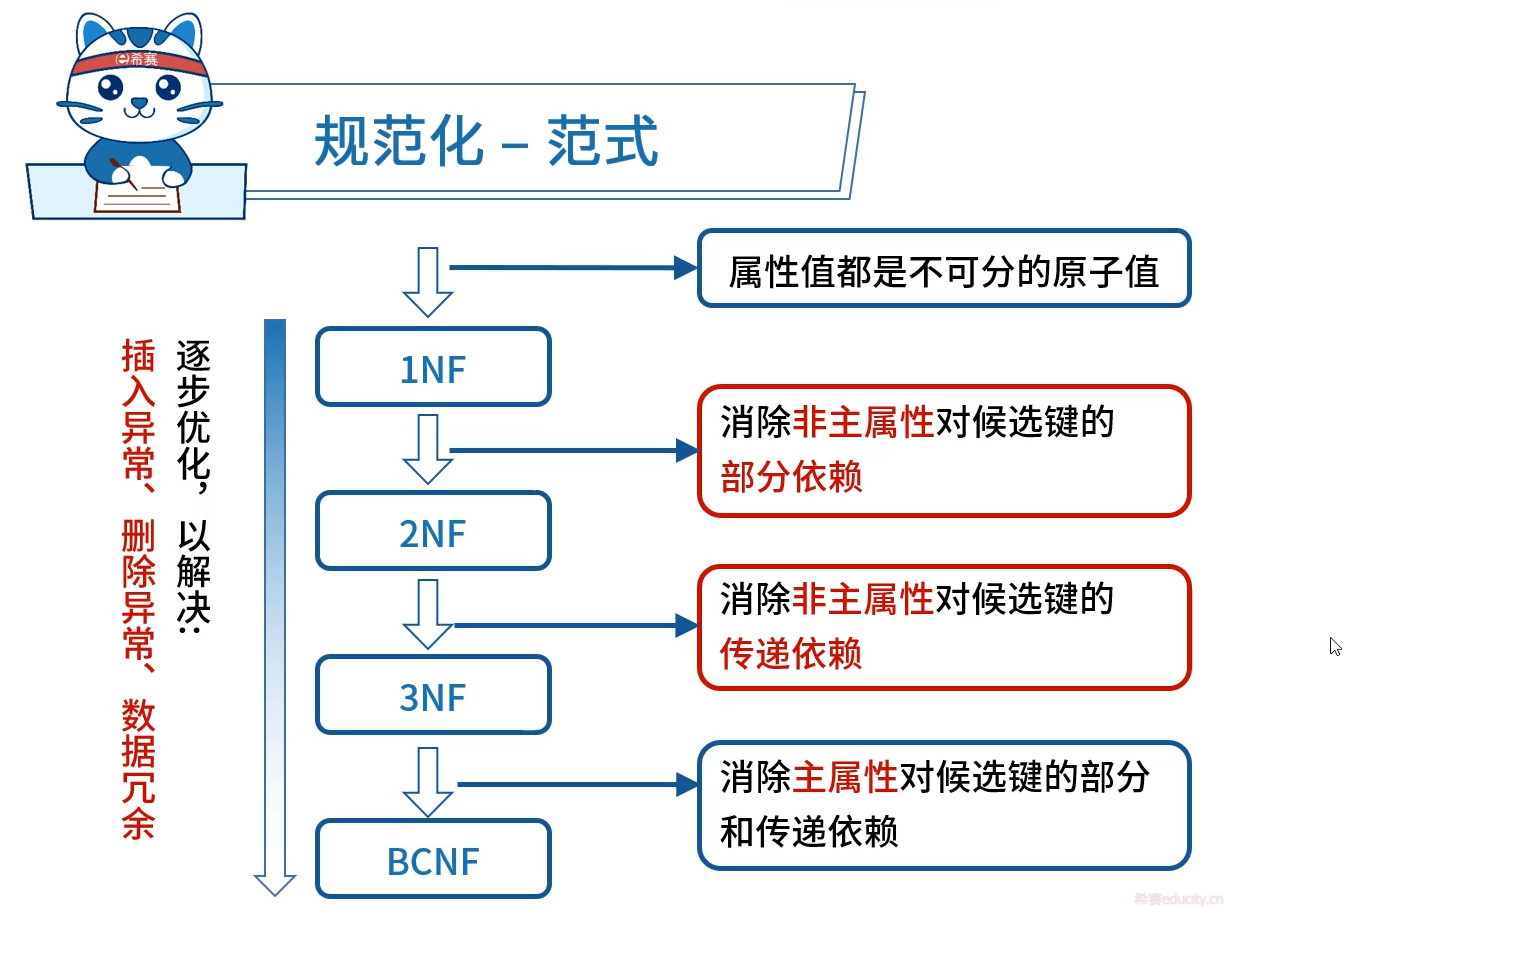 e希赛
规范化 – 范式
属性值都是不可分的原子值
逐步优化，以解决：
插入异常、删除异常、数据冗余
1NF
消除非主属性对候选键的
部分依赖
2NF
消除非主属性对候选键的
传递依赖
3NF
消除主属性对候选键的部分
和传递依赖
BCNF
希赛educity.cn